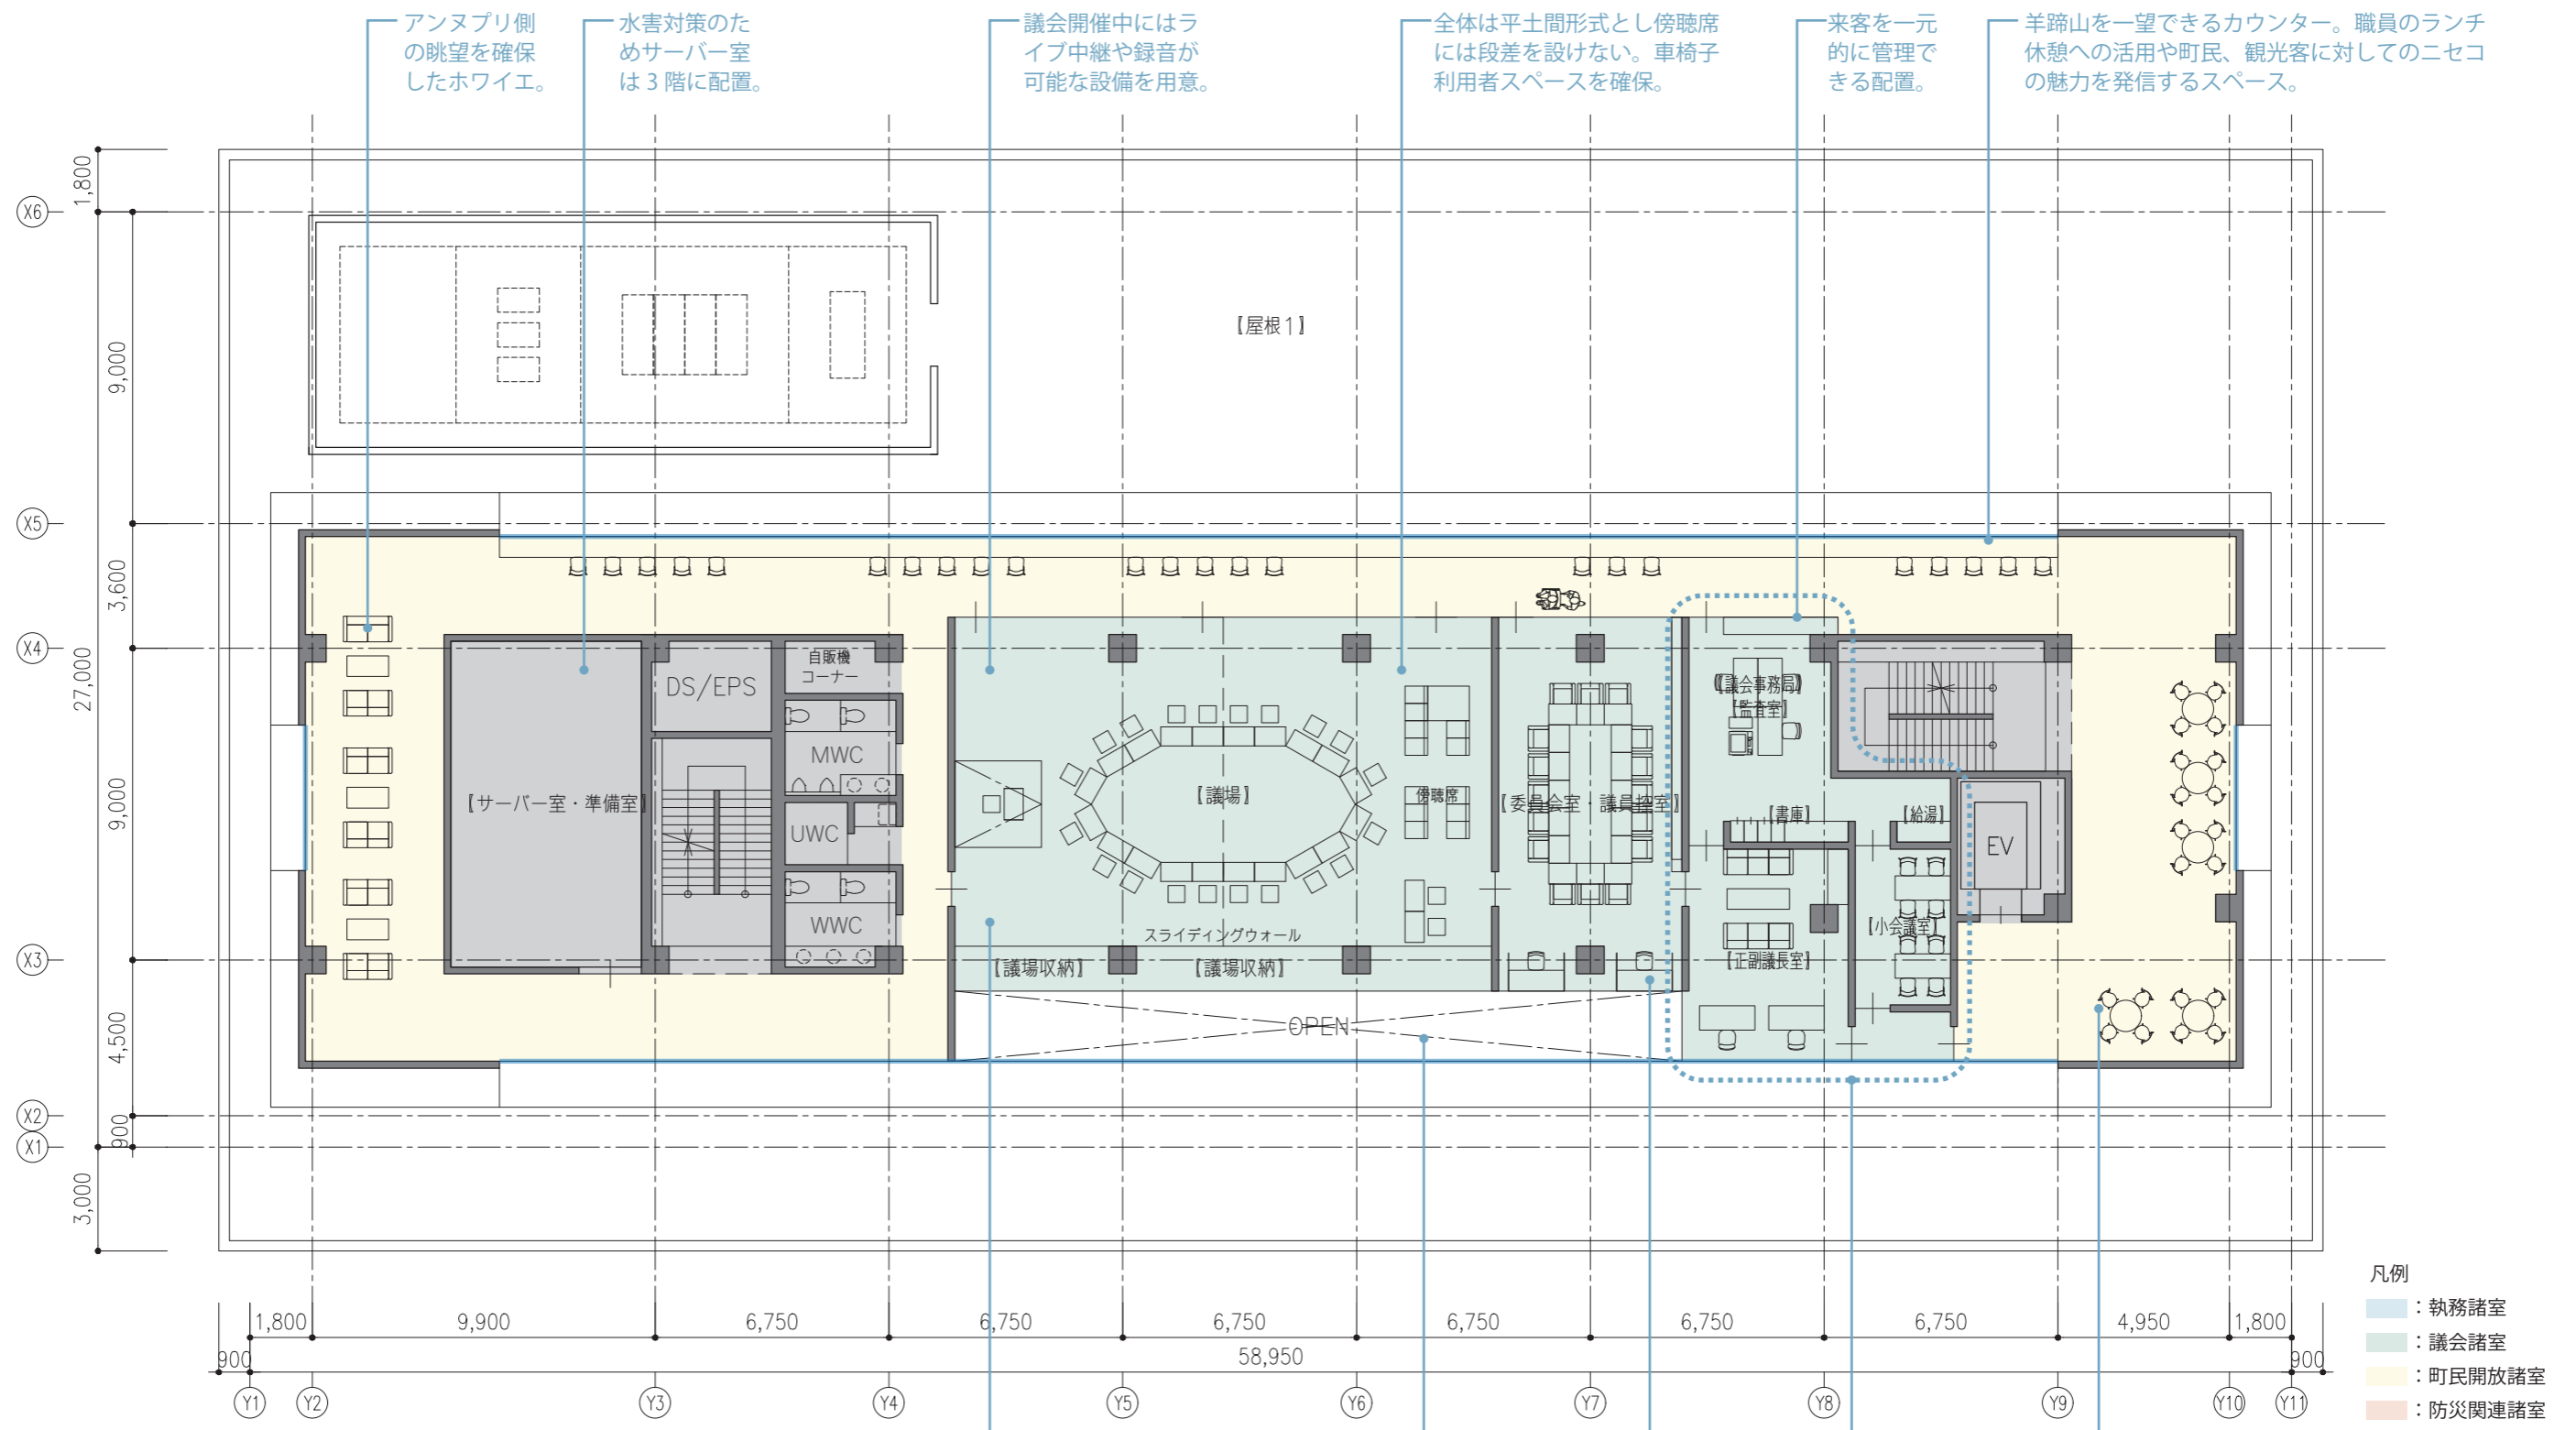 アンヌプリ側
の眺望を確保
したホワイエ。
水害対策のた
めサーバー室
は 3 階に配置。
議会開催中にはラ
イブ中継や録音が
可能な設備を用意。
全体は平土間形式とし傍聴席
には段差を設けない。車椅子
利用者スペースを確保。
来客を一元
的に管理で
きる配置。
羊蹄山を一望できるカウンター。職員のランチ
休憩への活用や町民、観光客に対してのニセコ
の魅力を発信するスペース。
1,800
X6
9,000
【屋根1】
X5
3,600
X4
27,000
自販機
コーナー
DS/EPS
【議会事務局】
【監査室】
MWC
9,000
【サーバー室・準備室】
【議場】
傍聴席
【委員会室・議員控室】
【書庫】
【給湯】
UWC
EV
WWC
スライディングウォール
【小会議室】
X3
【議場収納】
【議場収納】
【正副議長室】
4,500
OPEN
X2
900
X1
3,000
凡例
：執務諸室
：議会諸室
：町民開放諸室
：防災関連諸室
1,800
9,900
6,750
6,750
6,750
6,750
6,750
6,750
4,950
1,800
900
58,950
900
Y1
Y2
Y3
Y4
Y5
Y6
Y7
Y8
Y9
Y10
Y11